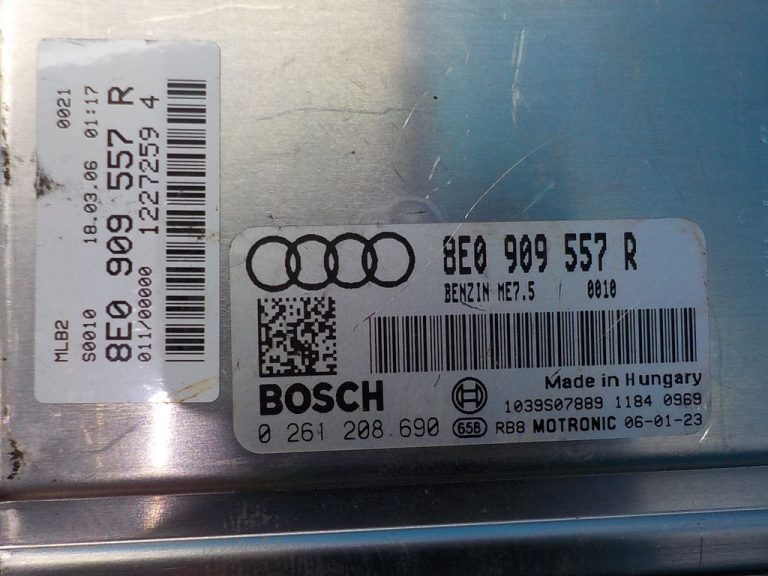 MLB2 0021
S0010 18.03.06 01:17
8E0 909 557 R
011/00000 1227259 4
8E0 909 557 R
BENZIN ME7.5 0010
Made in Hungary
BOSCH
1039S07889 1184 0969
0 261 208.690 65B RB8 MOTRONIC 06-01-23